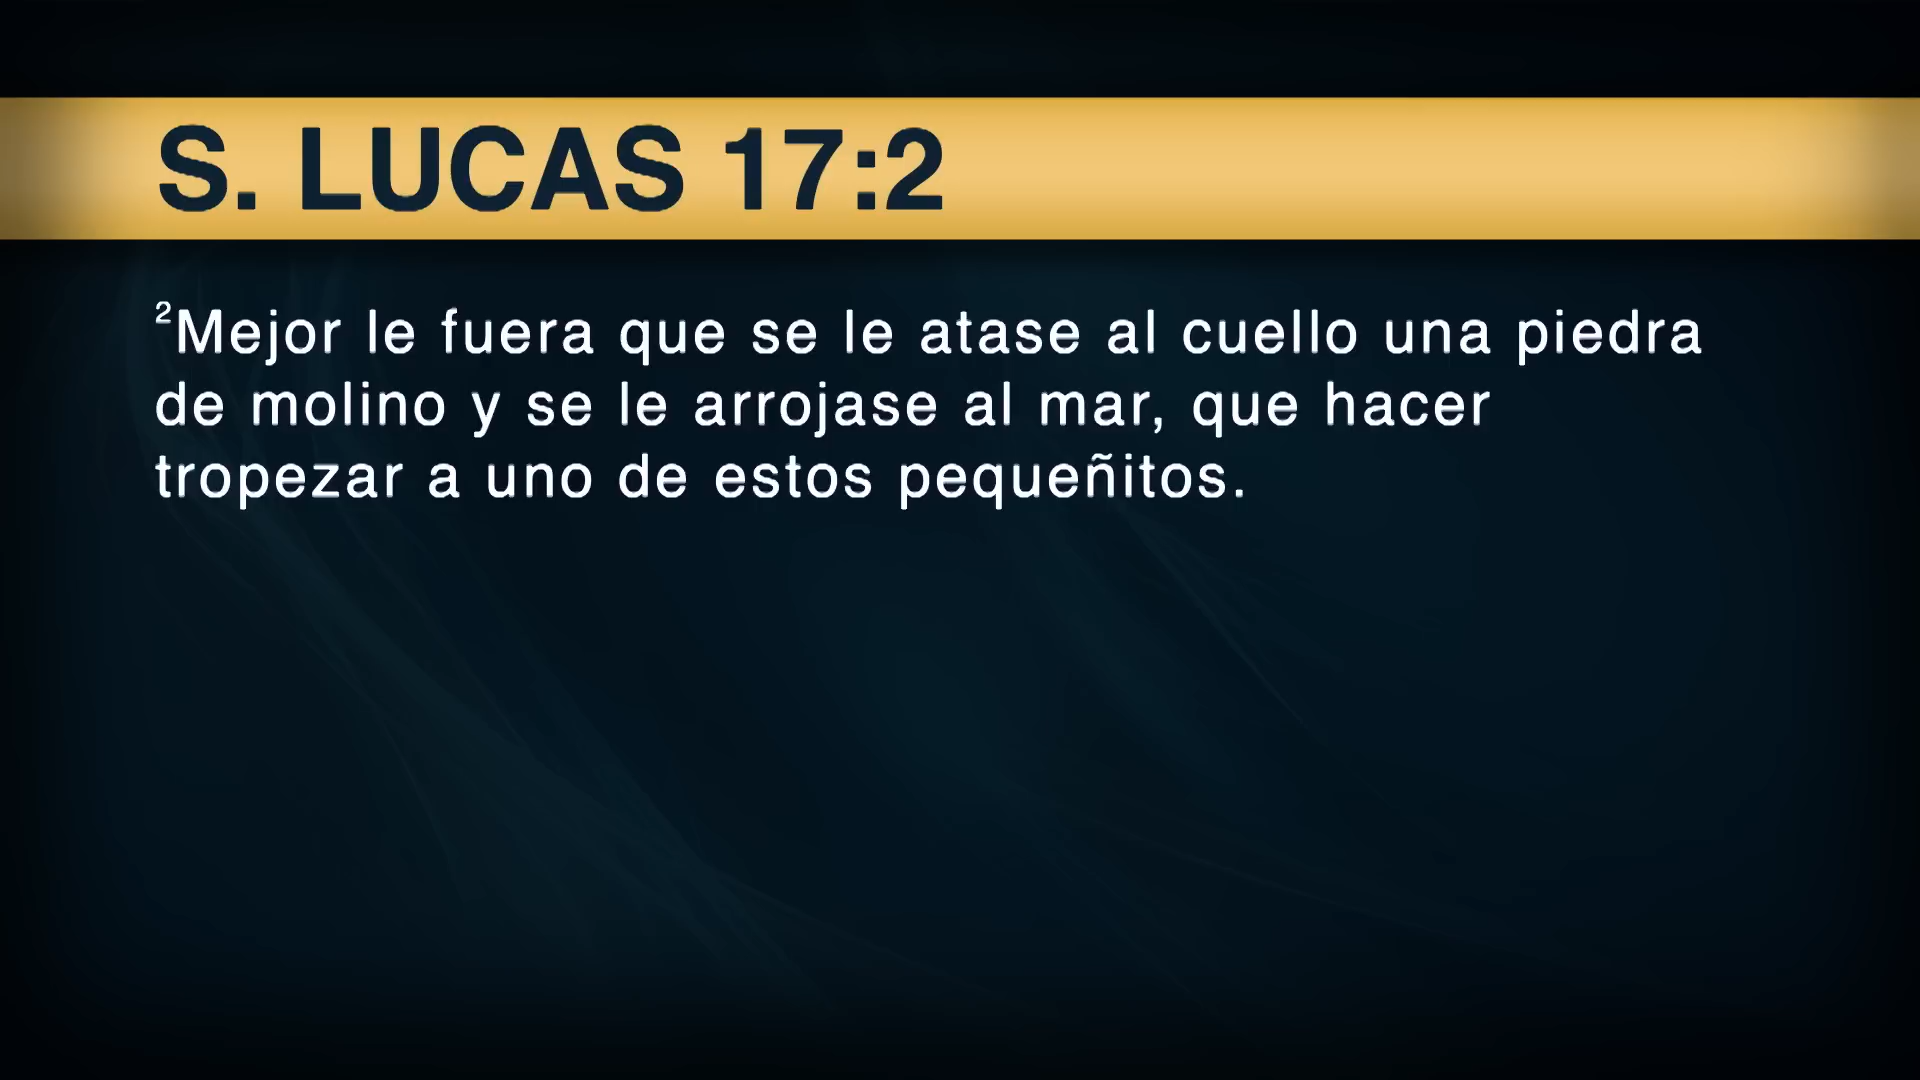 S. LUCAS 17:2
²Mejor le fuera que se le atase al cuello una piedra
de molino y se le arrojase al mar, que hacer
tropezar a uno de estos pequeñitos.